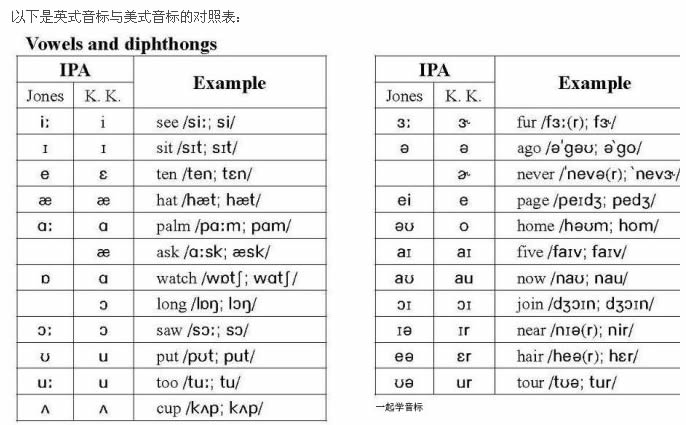 以下是英式音标与美式音标的对照表：
Vowels and diphthongs
IPA Example
Jones K. K.
iː i see /siː; si/
ɪ ɪ sit /sɪt; sɪt/
e ɛ ten /ten; tɛn/
æ æ hat /hæt; hæt/
ɑː ɑ palm /pɑːm; pɑm/
æ ask /ɑːsk; æsk/
ɒ ɑ watch /wɒtʃ; wɑtʃ/
ɔ long /lɒŋ; lɔŋ/
ɔː ɔ saw /sɔː; sɔ/
ʊ u put /pʊt; put/
uː u too /tuː; tu/
ʌ ʌ cup /kʌp; kʌp/
IPA Example
Jones K. K.
ɜː ɝ fur /fɜː(r); fɝ/
ə ə ago /əˈgəʊ; əˋgo/
ɚ never /ˈnevə(r); ˋnevɝ/
ei e page /peɪdʒ; pedʒ/
əʊ o home /həʊm; hom/
aɪ aɪ five /faɪv; faɪv/
aʊ au now /naʊ; nau/
ɔɪ ɔɪ join /dʒɔɪn; dʒɔɪn/
ɪə ɪr near /nɪə(r); nir/
eə ɛr hair /heə(r); hɛr/
ʊə ur tour /tʊə; tur/
一起学音标